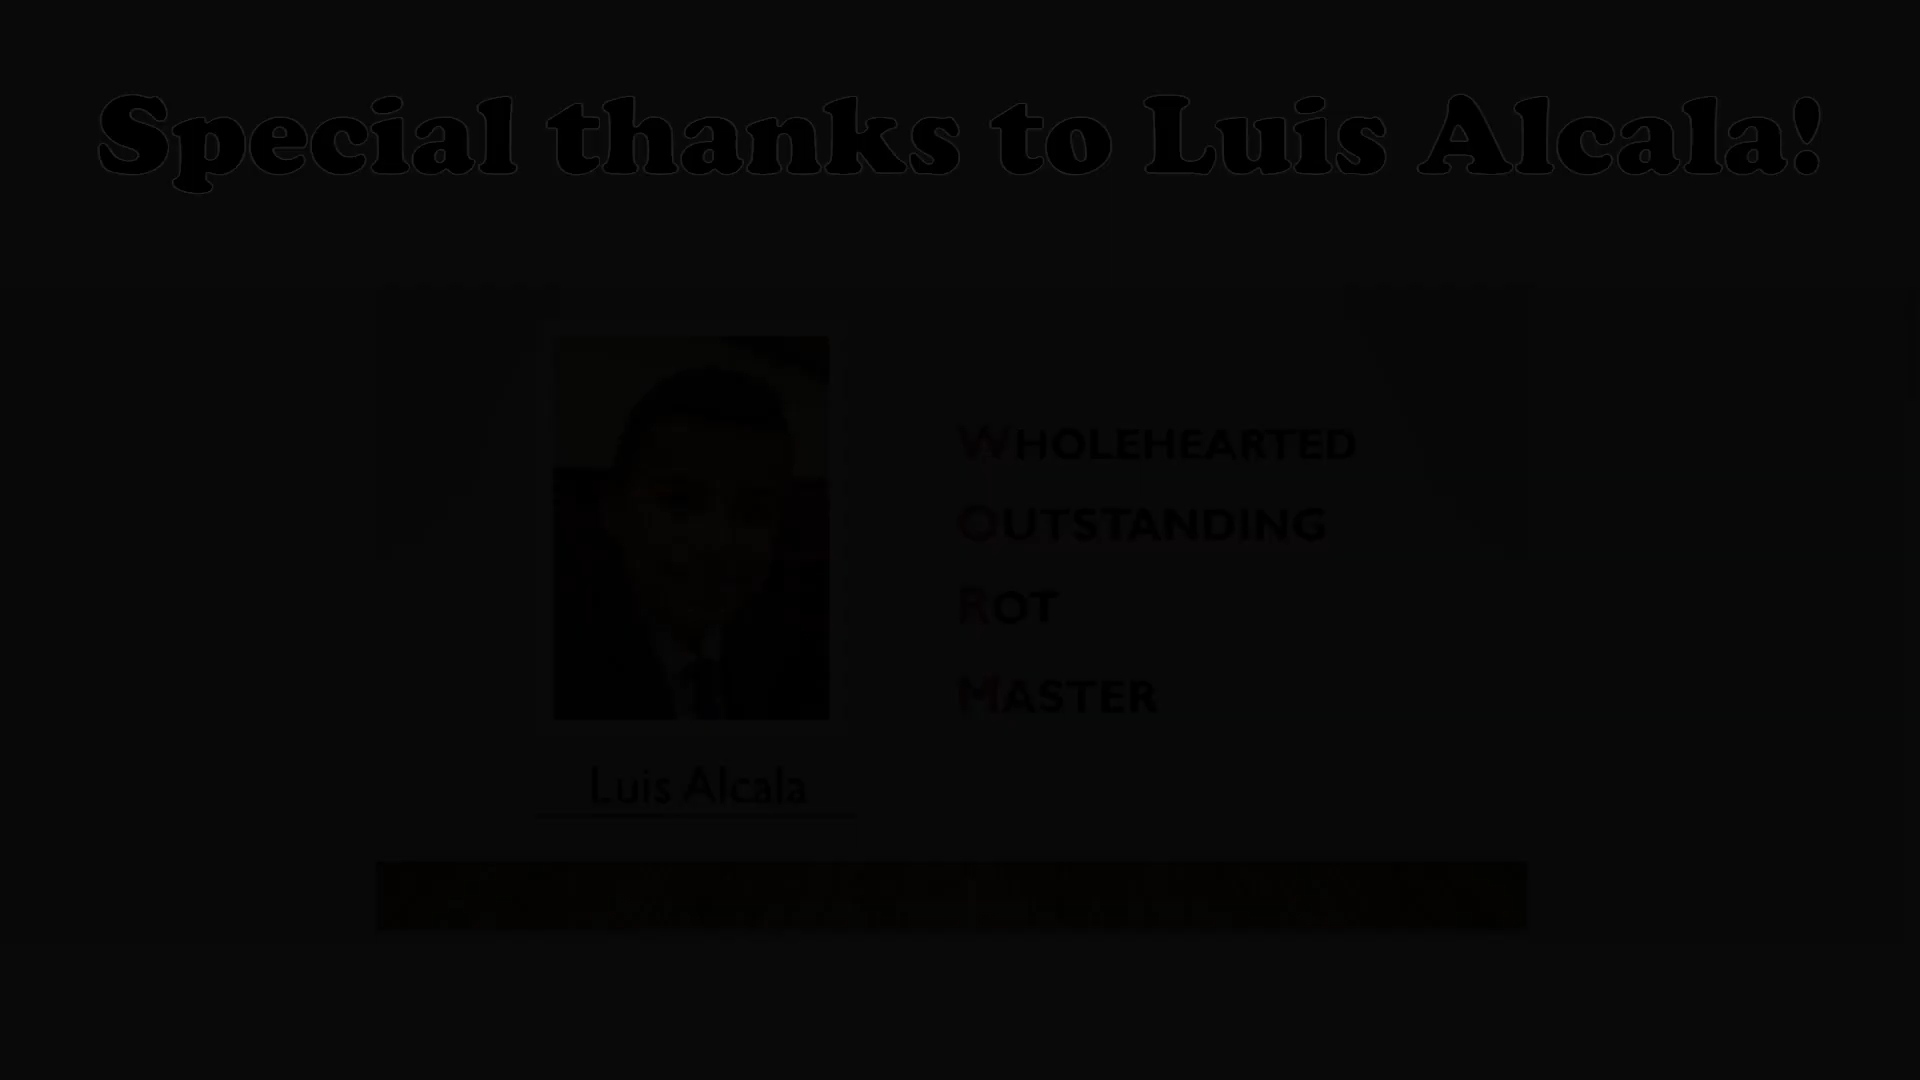 Special thanks to Luis Alcala!
WHOLEHEARTED
OUTSTANDING
ROT
MASTER
Luis Alcala